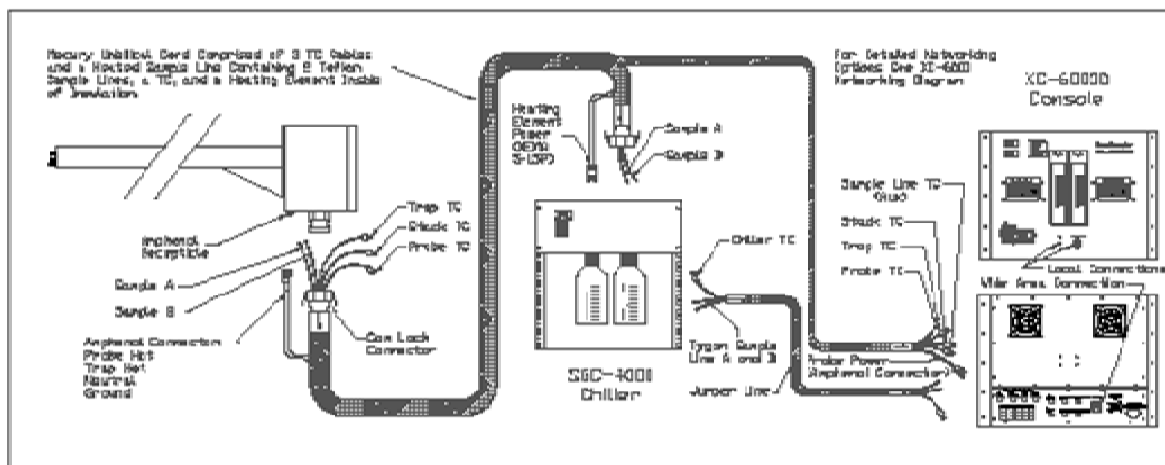 Mercury Umbilical Cord Comprised of 3 TC Cables
and a Heated Sample Line Containing 2 Teflon
Sample Lines, a TC, and a Heating Element Inside
of Insulation.
For Detailed Networking
Options See XC-6000
Networking Diagram
XC-6000
Console
Heating
Element
Power
Sample A
Sample B
Sample Line TC
Stack TC
Trap TC
Probe TC
Trap TC
Stack TC
Probe TC
Amphenol
Receptacle
Sample A
Sample B
Amphenol Connectors
Probe Hot
Trap Hot
Neutral
Ground
Cam Lock
Connector
Chiller TC
Tygon Sample
Line A and B
Jumper Line
SGC-4000
Chiller
Local Connections
Wide Area Connection
Probe Power
(Amphenol Connector)